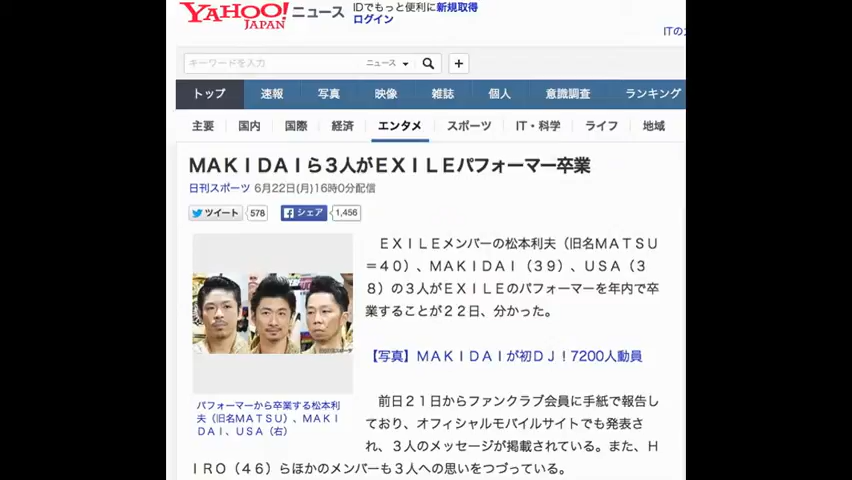 YAHOO! JAPAN ニュース
IDでもっと便利に新規取得
ログイン
ITの
キーワードを入力
ニュース
+
トップ 速報 写真 映像 雑誌 個人 意識調査 ランキング
主要 国内 国際 経済 エンタメ スポーツ IT・科学 ライフ 地域
ＭＡＫＩＤＡＩら３人がＥＸＩＬＥパフォーマー卒業
日刊スポーツ 6月22日(月)16時0分配信
ツイート 578 シェア 1,456
ＥＸＩＬＥメンバーの松本利夫（旧名ＭＡＴＳＵ
＝４０）、ＭＡＫＩＤＡＩ（３９）、ＵＳＡ（３
８）の３人がＥＸＩＬＥのパフォーマーを年内で卒
業することが２２日、分かった。
【写真】ＭＡＫＩＤＡＩが初ＤＪ！7200人動員
パフォーマーから卒業する松本利
夫（旧名ＭＡＴＳＵ）、ＭＡＫＩ
ＤＡＩ、ＵＳＡ（右）
前日２１日からファンクラブ会員に手紙で報告し
ており、オフィシャルモバイルサイトでも発表さ
れ、３人のメッセージが掲載されている。また、Ｈ
ＩＲＯ（４６）らほかのメンバーも３人への思いをつづっている。